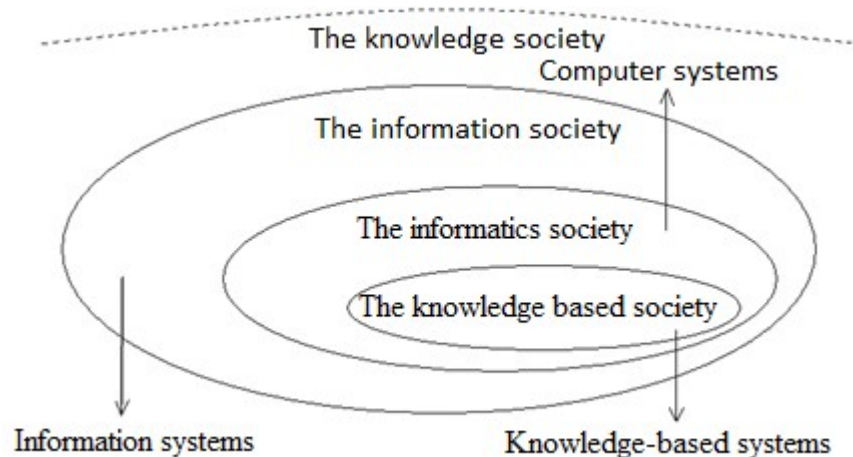 The knowledge society
Computer systems
The information society
The informatics society
The knowledge based society
Information systems
Knowledge-based systems